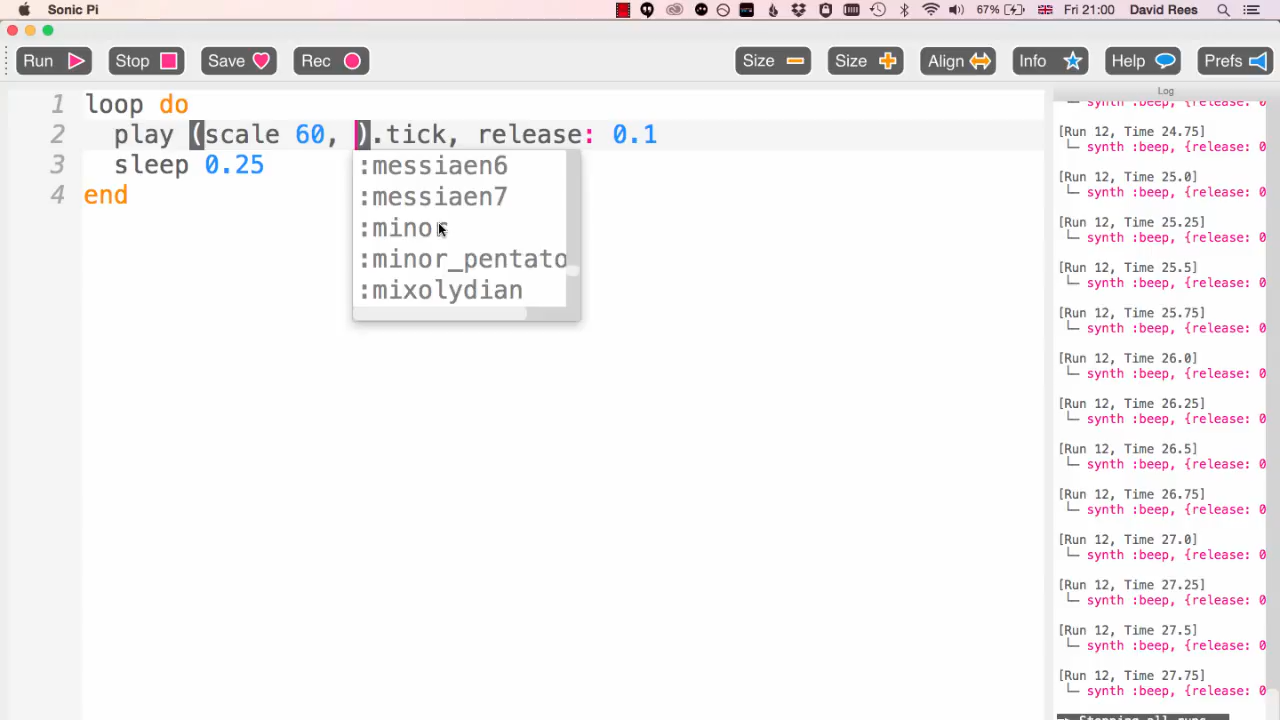 Sonic Pi
67%
Fri 21:00
David Rees
Run
Stop
Save
Rec
Size
Size
Align
Info
Help
Prefs
Log
1 loop do
2 play (scale 60, ).tick, release: 0.1
3 sleep 0.25
4 end
:messiaen6
:messiaen7
:minor
:minor_pentato
:mixolydian
synth :beep, {release: 0
[Run 12, Time 24.75]
synth :beep, {release: 0
[Run 12, Time 25.0]
synth :beep, {release: 0
[Run 12, Time 25.25]
synth :beep, {release: 0
[Run 12, Time 25.5]
synth :beep, {release: 0
[Run 12, Time 25.75]
synth :beep, {release: 0
[Run 12, Time 26.0]
synth :beep, {release: 0
[Run 12, Time 26.25]
synth :beep, {release: 0
[Run 12, Time 26.5]
synth :beep, {release: 0
[Run 12, Time 26.75]
synth :beep, {release: 0
[Run 12, Time 27.0]
synth :beep, {release: 0
[Run 12, Time 27.25]
synth :beep, {release: 0
[Run 12, Time 27.5]
synth :beep, {release: 0
[Run 12, Time 27.75]
synth :beep, {release: 0
Stopping all runs